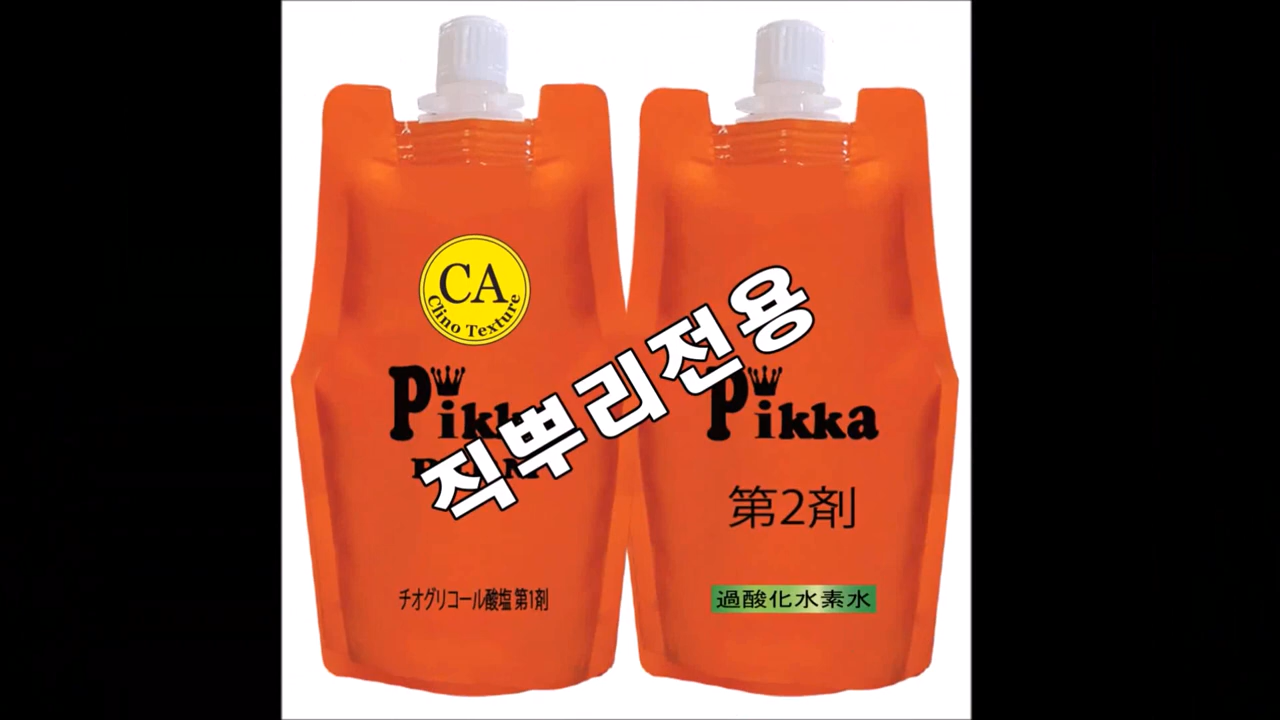 CA
Clino Texture
Pikka
チオグリコール酸塩 第1剤
직뿌리전용
Pikka
第2剤
過酸化水素水